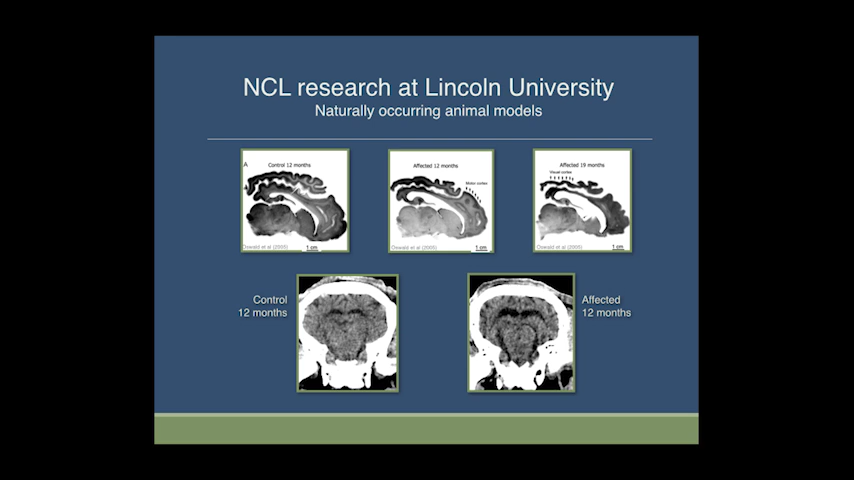 NCL research at Lincoln University
Naturally occurring animal models
A
Control 12 months
Oswald et al (2005)
1 cm
Affected 12 months
Motor cortex
Oswald et al (2005)
1 cm
Affected 19 months
Visual cortex
Oswald et al (2005)
1 cm
Control
12 months
Affected
12 months